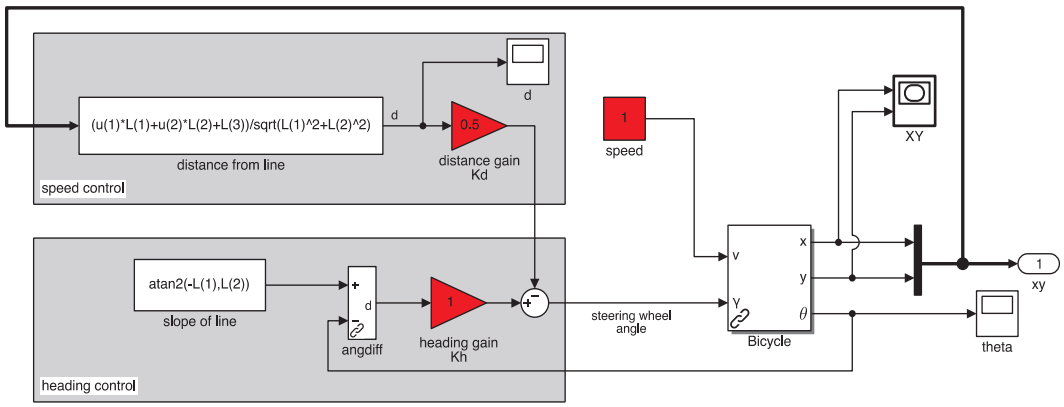 (u(1)*L(1)+u(2)*L(2)+L(3))/sqrt(L(1)^2+L(2)^2)
distance from line
d
0.5
distance gain
Kd
d
speed control
1
speed
XY
atan2(-L(1),L(2))
slope of line
+
−
d
angdiff
1
heading gain
Kh
+
−
heading control
steering wheel
angle
v
γ
x
y
θ
Bicycle
1
xy
theta